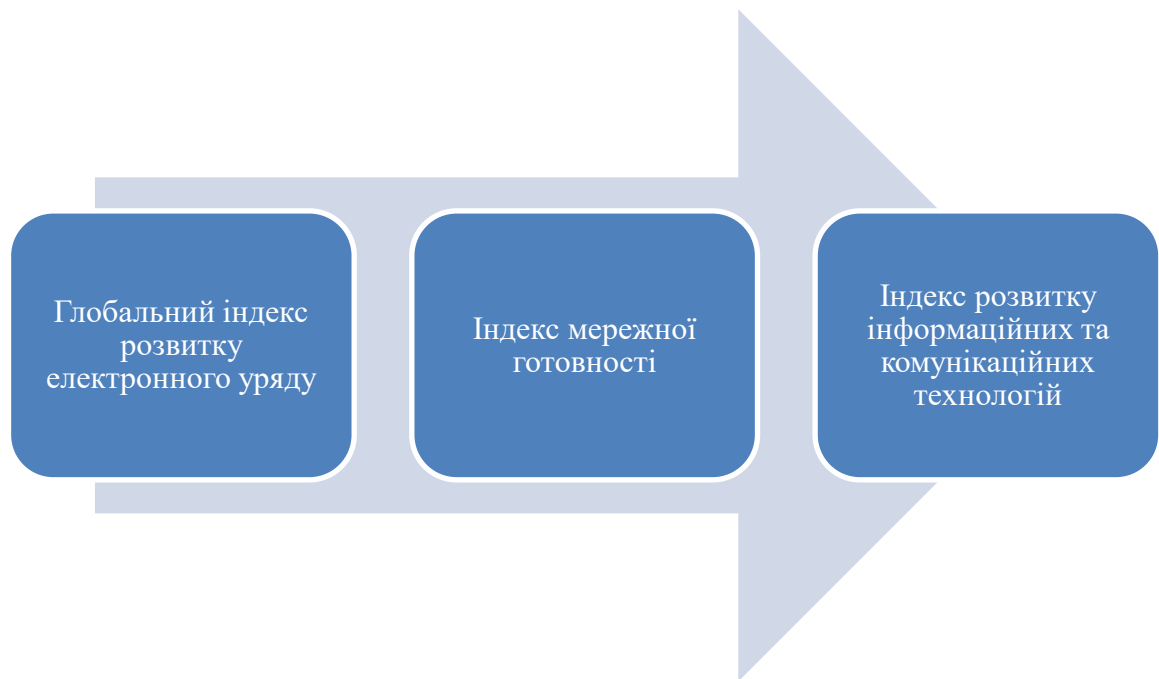 Глобальний індекс
розвитку
електронного уряду
Індекс мережної
готовності
Індекс розвитку
інформаційних та
комунікаційних
технологій